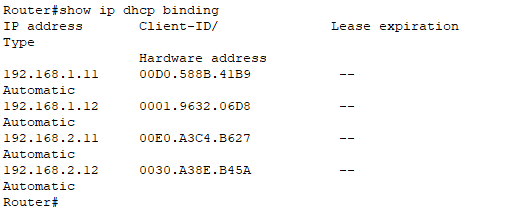 Router#show ip dhcp binding
IP address       Client-ID/              Lease expiration
Type
                 Hardware address
192.168.1.11     00D0.588B.41B9           --
Automatic
192.168.1.12     0001.9632.06D8           --
Automatic
192.168.2.11     00E0.A3C4.B627           --
Automatic
192.168.2.12     0030.A38E.B45A           --
Automatic
Router#